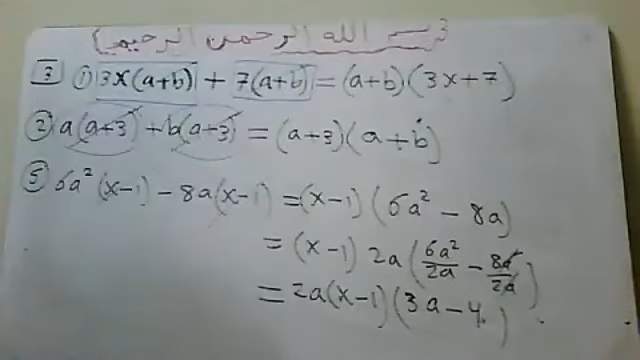 بسم الله الرحمن الرحيم
3 ① 3x(a+b) + 7(a+b) = (a+b)(3x+7)
② a(a+3) + b(a+3) = (a+3)(a+b)
⑤ 6a²(x-1) - 8a(x-1) = (x-1)(6a² - 8a)
= (x-1) 2a(6a²/2a - 8a/2a)
= 2a(x-1)(3a-4)